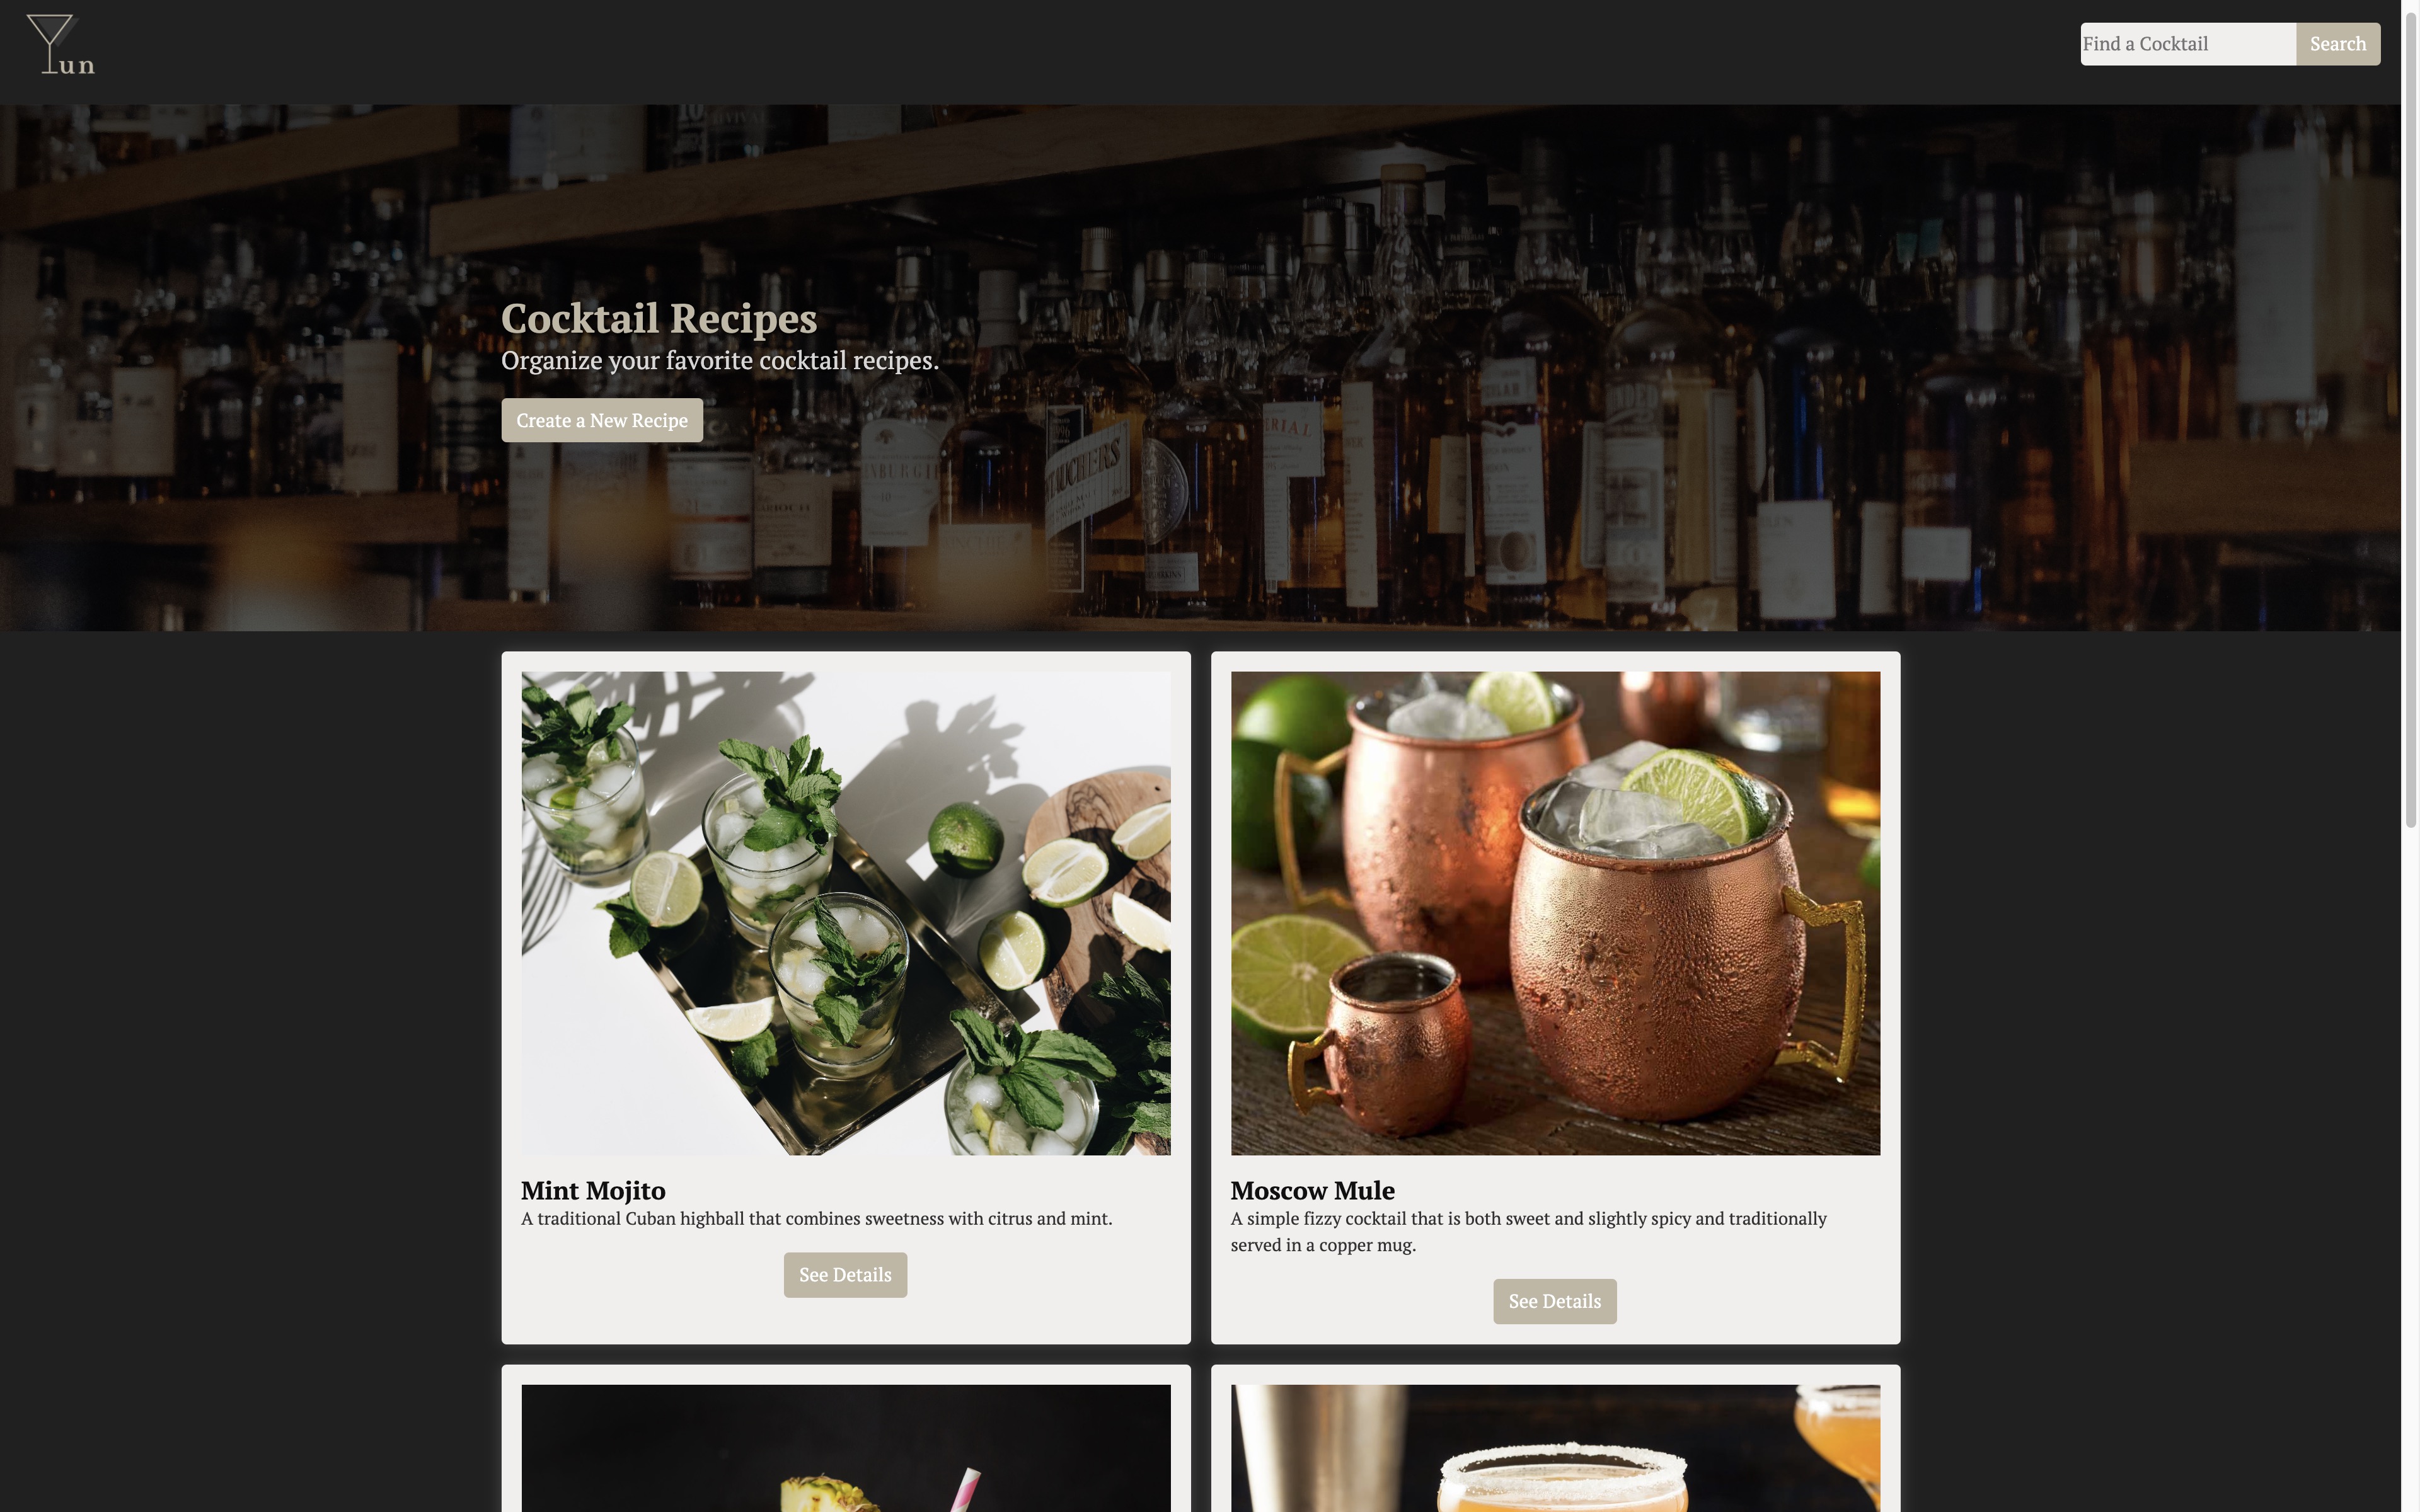 Yun
Find a Cocktail
Search
10
VIVIVAL
Cocktail Recipes
Organize your favorite cocktail recipes.
Create a New Recipe
Mint Mojito
A traditional Cuban highball that combines sweetness with citrus and mint.
See Details
Moscow Mule
A simple fizzy cocktail that is both sweet and slightly spicy and traditionally
served in a copper mug.
See Details